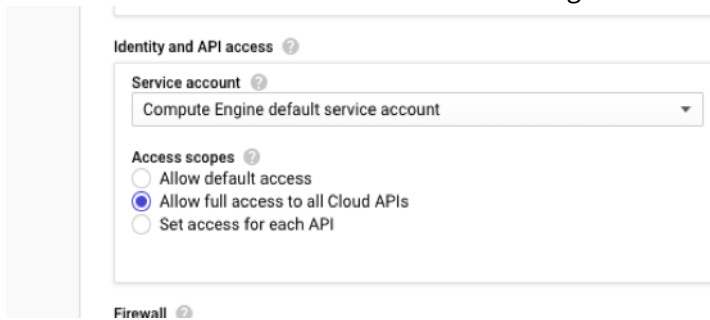 Identity and API access
Service account
Compute Engine default service account
Access scopes
Allow default access
Allow full access to all Cloud APIs
Set access for each API
Firewall